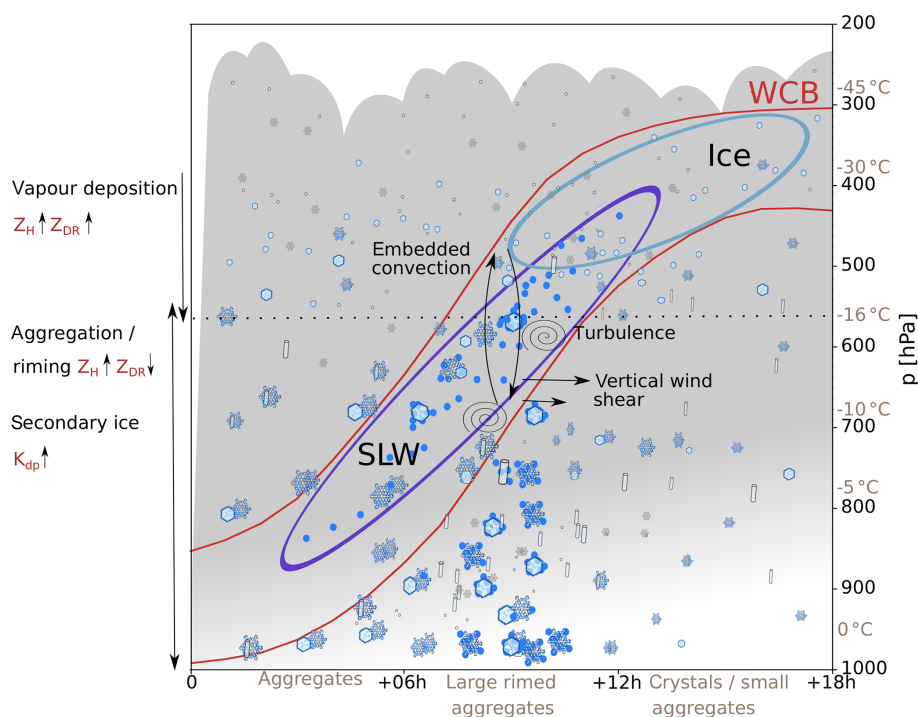 Vapour deposition
Z_H ↑ Z_DR ↑
Aggregation /
riming Z_H ↑ Z_DR ↓
Secondary ice
K_dp ↑
WCB
Ice
Embedded
convection
Turbulence
Vertical wind
shear
SLW
-45 °C
-30 °C
-16 °C
-10 °C
-5 °C
0 °C
200
300
400
500
600
700
800
900
1000
p [hPa]
0
+06h
+12h
+18h
Aggregates
Large rimed
aggregates
Crystals / small
aggregates